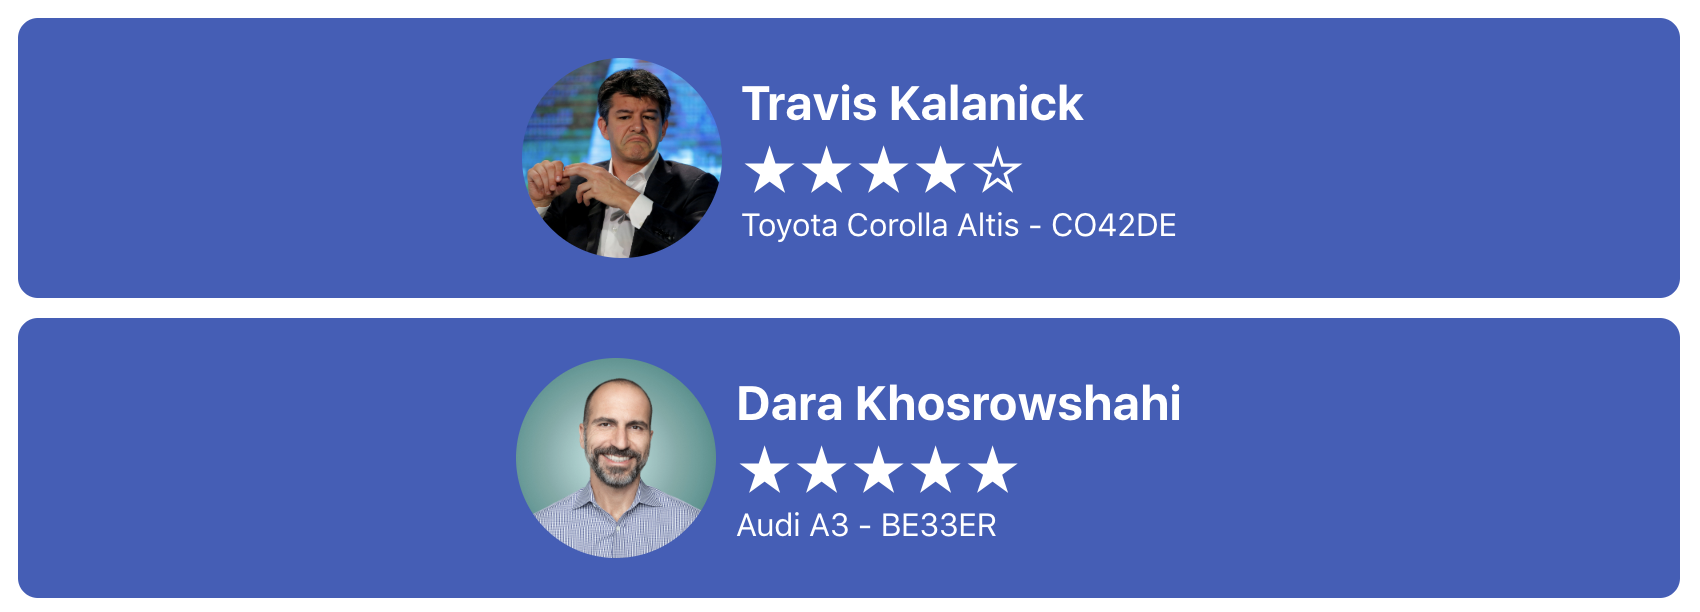 Travis Kalanick
★★★★☆
Toyota Corolla Altis - CO42DE
Dara Khosrowshahi
★★★★★
Audi A3 - BE33ER